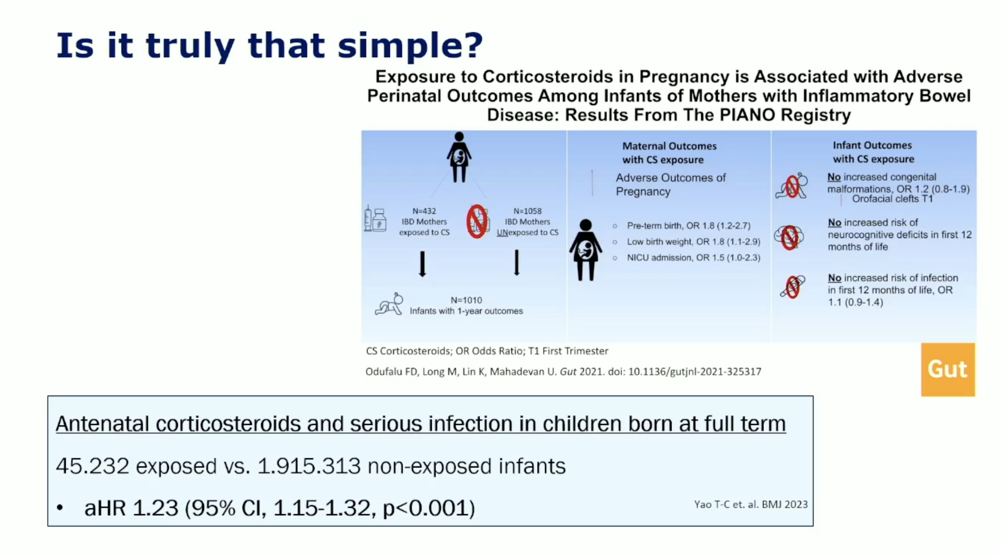 Is it truly that simple?
Exposure to Corticosteroids in Pregnancy is Associated with Adverse
Perinatal Outcomes Among Infants of Mothers with Inflammatory Bowel
Disease: Results From The PIANO Registry
N=432
IBD Mothers
exposed to CS
N=1058
IBD Mothers
UNexposed to CS
N=1010
Infants with 1-year outcomes
Maternal Outcomes
with CS exposure
Adverse Outcomes of
Pregnancy
○ Pre-term birth, OR 1.8 (1.2-2.7)
○ Low birth weight, OR 1.8 (1.1-2.9)
○ NICU admission, OR 1.5 (1.0-2.3)
Infant Outcomes
with CS exposure
No increased congenital
malformations, OR 1.2 (0.8-1.9)
Orofacial clefts T1
No increased risk of
neurocognitive deficits in first 12
months of life
No increased risk of infection
in first 12 months of life, OR
1.1 (0.9-1.4)
CS Corticosteroids; OR Odds Ratio; T1 First Trimester
Odufalu FD, Long M, Lin K, Mahadevan U. Gut 2021. doi: 10.1136/gutjnl-2021-325317
Gut
Antenatal corticosteroids and serious infection in children born at full term
45.232 exposed vs. 1.915.313 non-exposed infants
• aHR 1.23 (95% CI, 1.15-1.32, p<0.001)
Yao T-C et. al. BMJ 2023